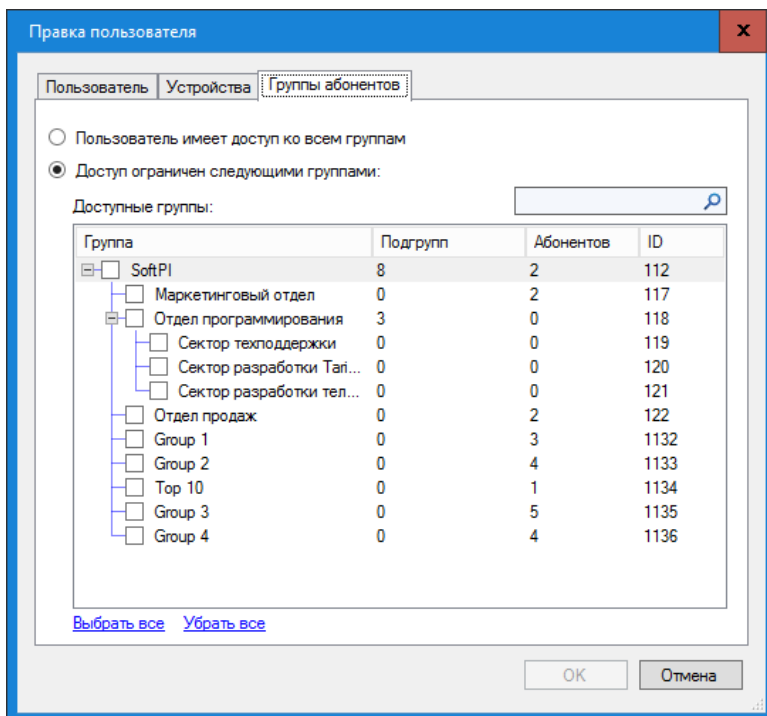 Правка пользователя
x
Пользователь Устройства Группы абонентов
Пользователь имеет доступ ко всем группам
Доступ ограничен следующими группами:
Доступные группы:
Группа Подгрупп Абонентов ID
SoftPI 8 2 112
Маркетинговый отдел 0 2 117
Отдел программирования 3 0 118
Сектор техподдержки 0 0 119
Сектор разработки Tari... 0 0 120
Сектор разработки тел... 0 0 121
Отдел продаж 0 2 122
Group 1 0 3 1132
Group 2 0 4 1133
Top 10 0 1 1134
Group 3 0 5 1135
Group 4 0 4 1136
Выбрать все Убрать все
OK Отмена